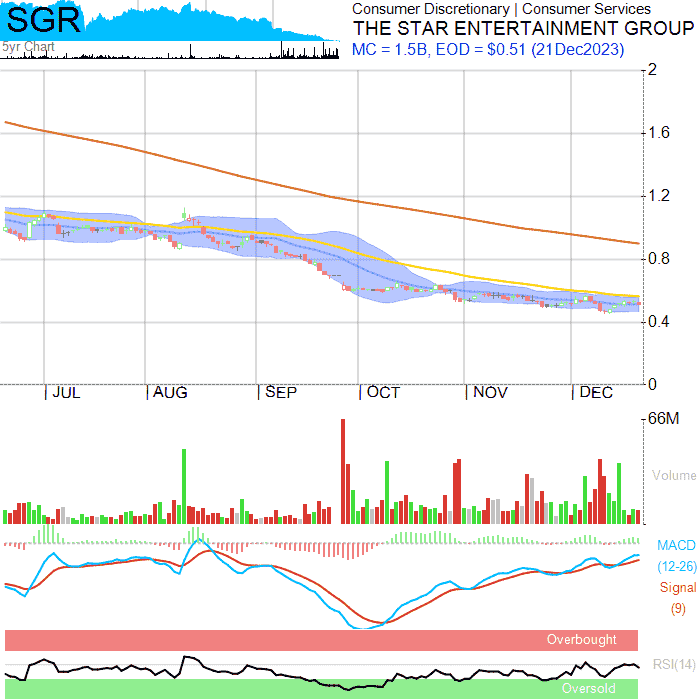 SGR
5yr Chart
Consumer Discretionary | Consumer Services
THE STAR ENTERTAINMENT GROUP
MC = 1.5B, EOD = $0.51 (21Dec2023)
2
1.6
1.2
0.8
0.4
0
JUL AUG SEP OCT NOV DEC
66M
Volume
MACD
(12-26)
Signal
(9)
Overbought
RSI(14)
Oversold